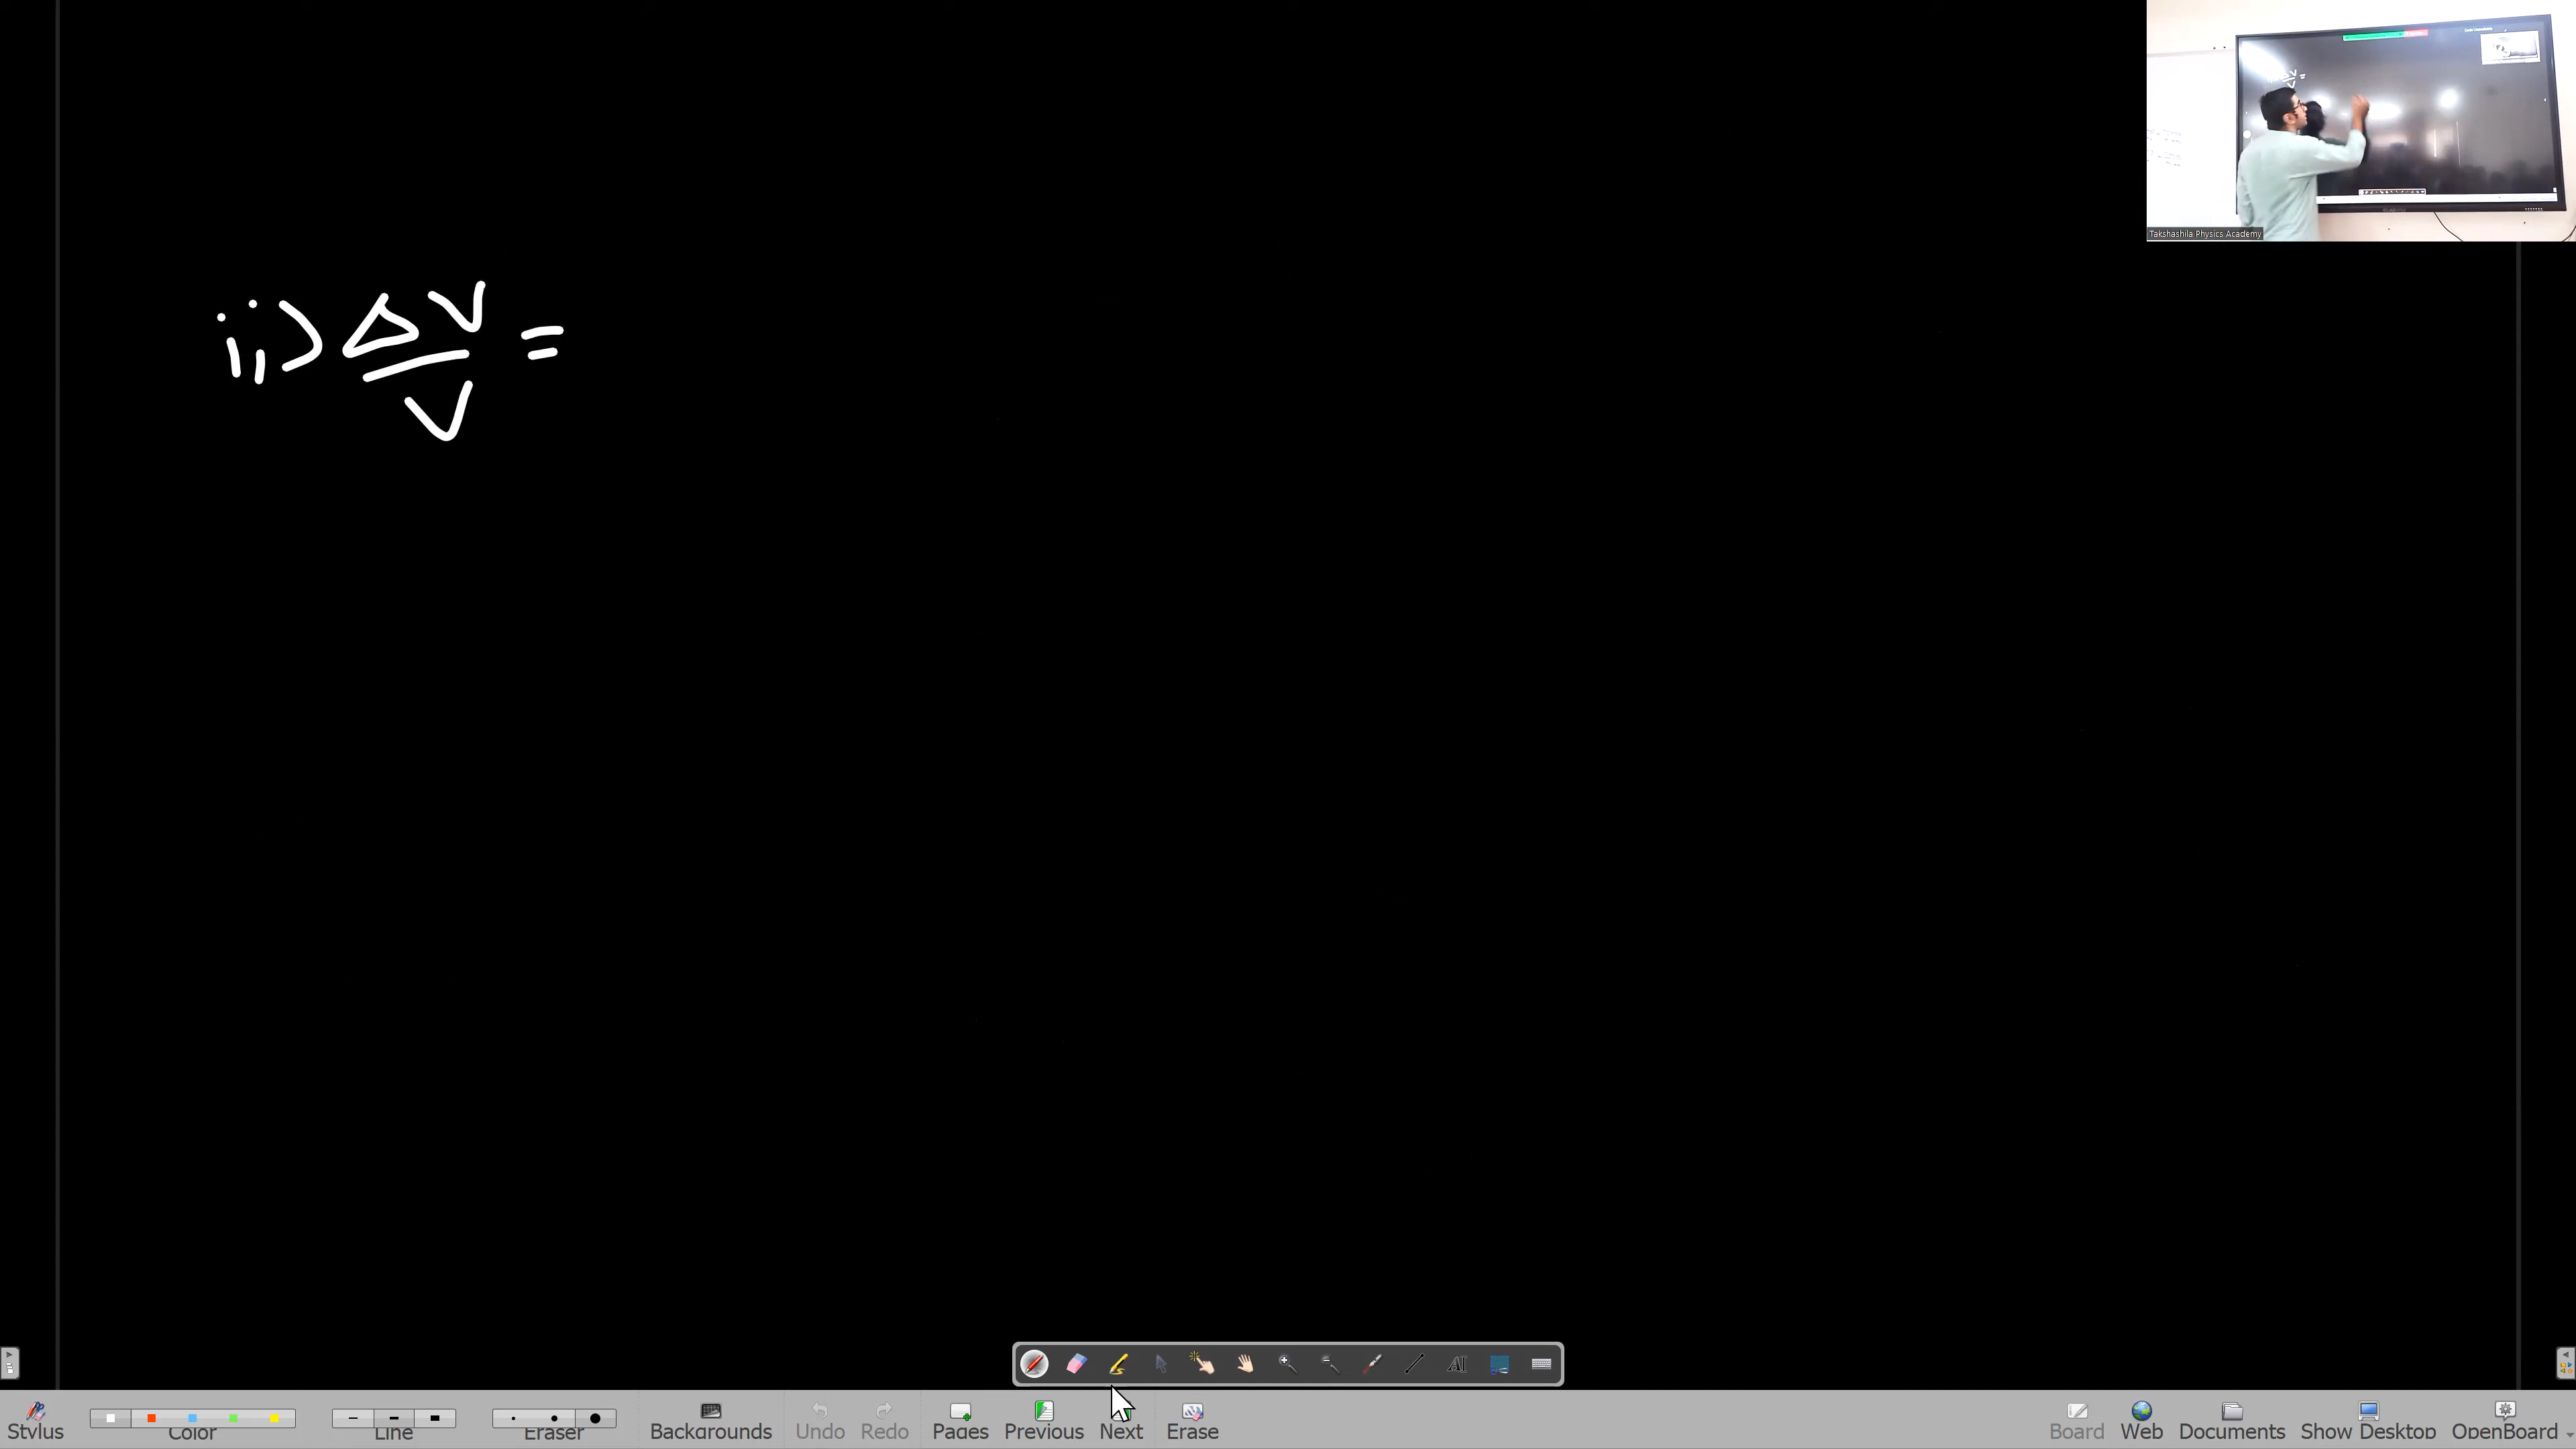 Takshashila Physics Academy
ii) ΔV/V =
Stylus Color Line Eraser Backgrounds Undo Redo Pages Previous Next Erase Board Web Documents Show Desktop OpenBoard